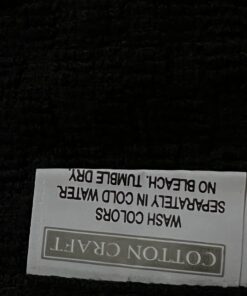 COTTON CRAFT
WASH COLORS
SEPARATELY IN COLD WATER.
NO BLEACH. TUMBLE DRY.